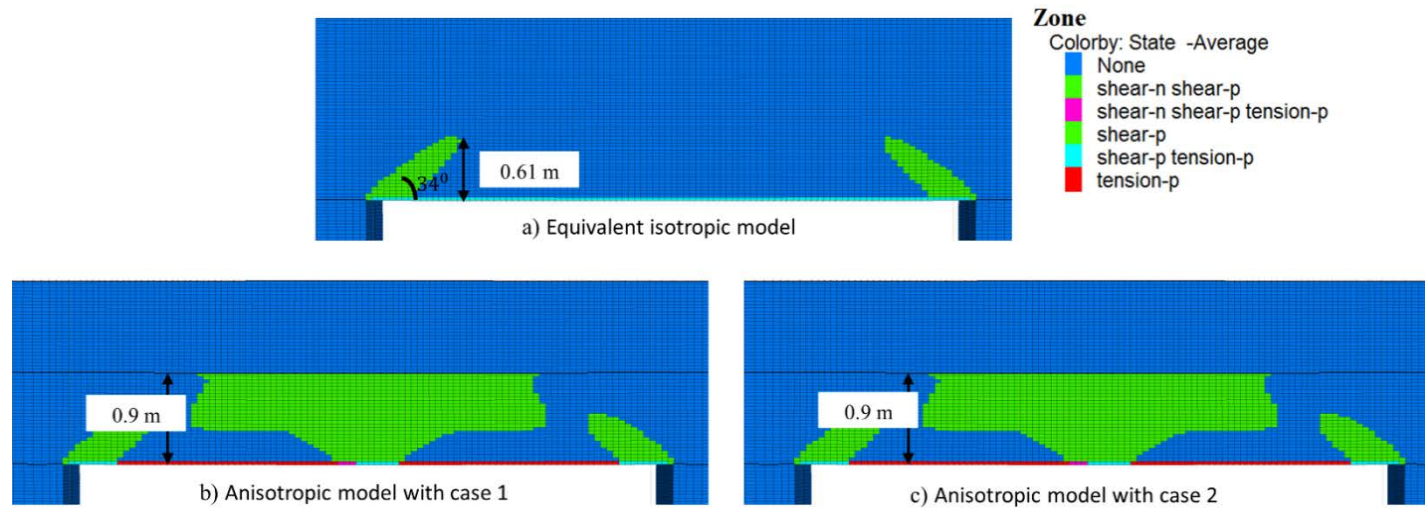 Zone
Colorby: State -Average
None
shear-n shear-p
shear-n shear-p tension-p
shear-p
shear-p tension-p
tension-p
34⁰
0.61 m
a) Equivalent isotropic model
0.9 m
b) Anisotropic model with case 1
0.9 m
c) Anisotropic model with case 2